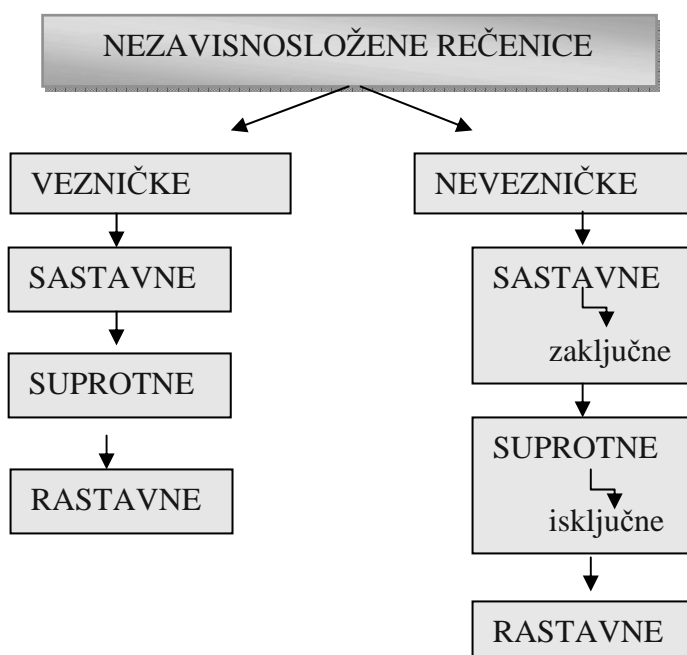 NEZAVISNOSLOŽENE REČENICE
VEZNIČKE
SASTAVNE
SUPROTNE
RASTAVNE
NEVEZNIČKE
SASTAVNE
zaključne
SUPROTNE
isključne
RASTAVNE